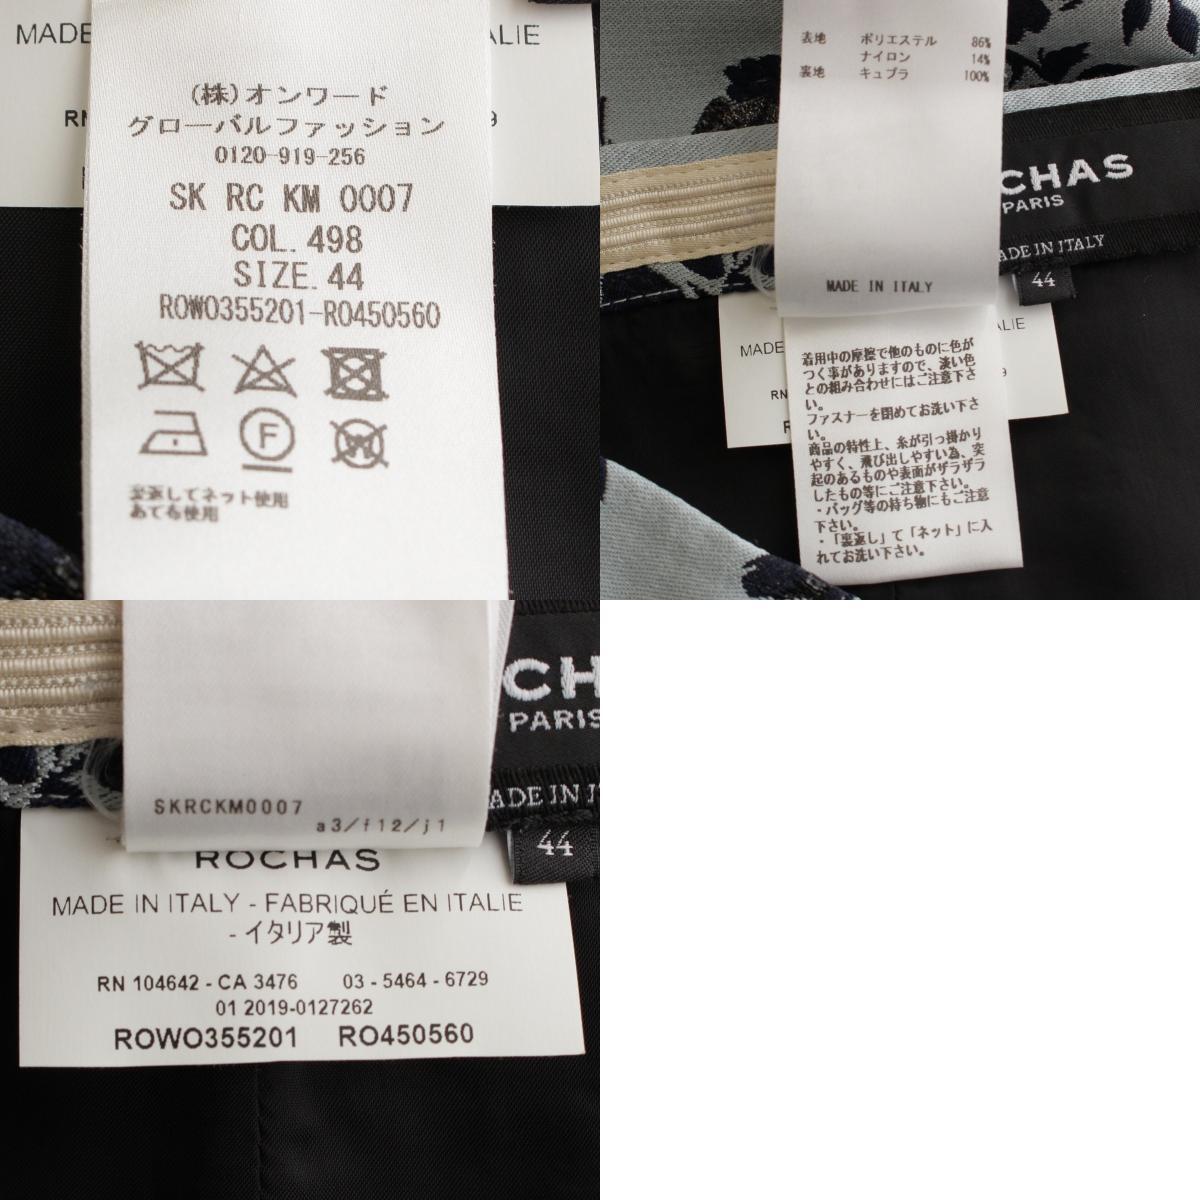 MADE
ALIE
RN
9
(株)オンワード
グローバルファッション
0120-919-256
SK RC KM 0007
COL. 498
SIZE. 44
ROWO355201-RO450560
F
W
裏返してネット使用
あて布使用
表地 ポリエステル 86%
ナイロン 14%
裏地 キュプラ 100%
MADE IN ITALY
CHAS
PARIS
ADE IN ITALY
44
MADE
ALIE
RN
9
着用中の摩擦で他のものに色が
つく事がありますので、淡い色
との組み合わせにはご注意下さ
い。
ファスナーを閉めてお洗い下さ
い。
商品の特性上、糸が引っ掛かり
やすく、飛び出しやすい為、突
起のあるものや表面がザラザラ
したもの等にご注意下さい。
・バッグ等の持ち物にもご注意
下さい。
・「裏返し」て「ネット」に入
れてお洗い下さい。
CH
PARIS
ADE IN IT
44
SKRCKM0007
a3/f12/j1
ROCHAS
MADE IN ITALY - FABRIQUÉ EN ITALIE
- イタリア製
RN 104642 - CA 3476 03 - 5464 - 6729
01 2019-0127262
ROWO355201 RO450560